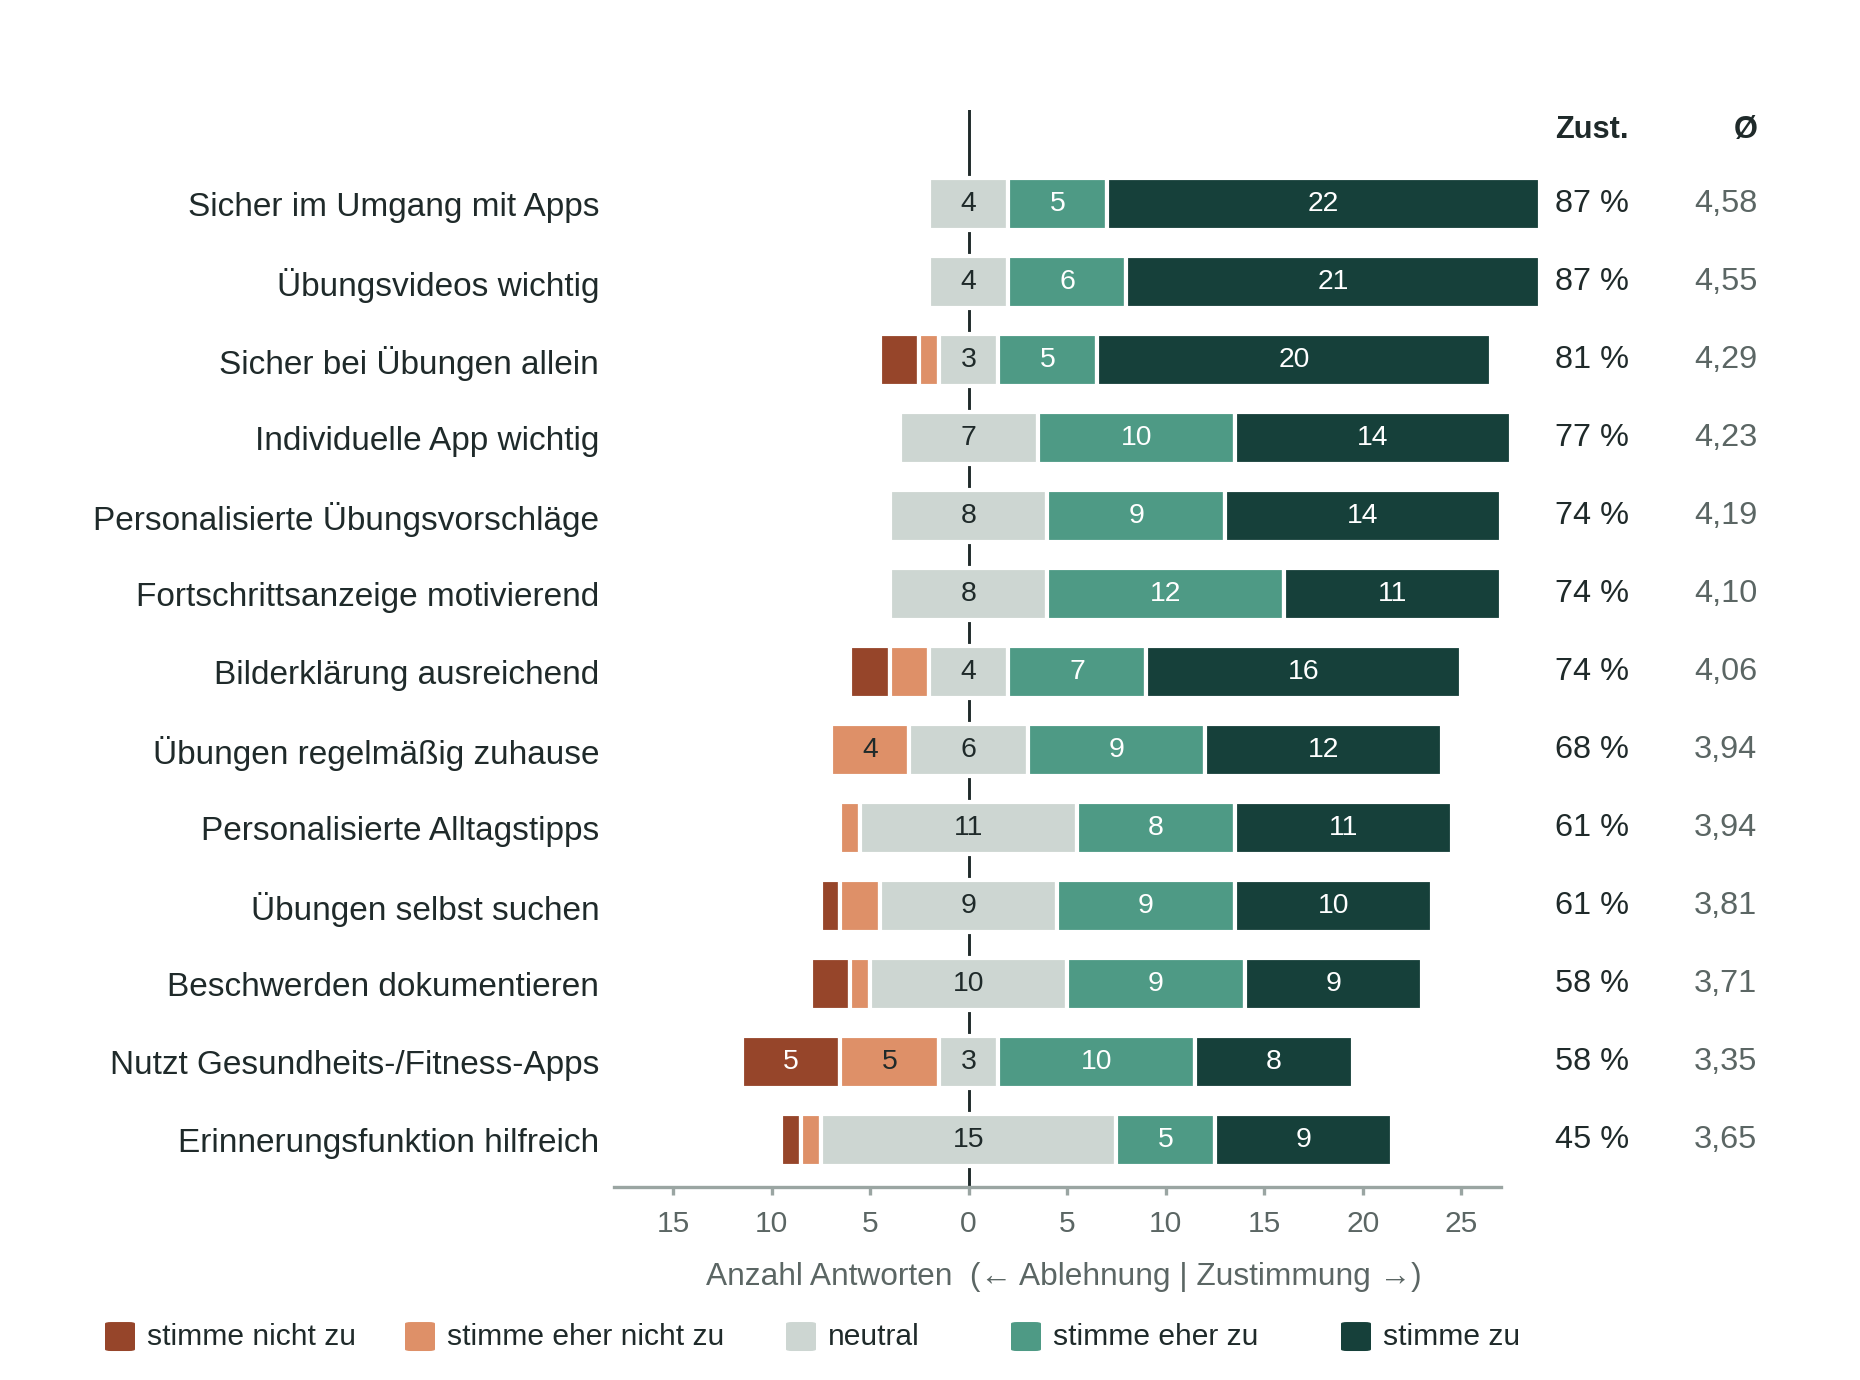 Zust. Ø
Sicher im Umgang mit Apps 4 5 22 87 % 4,58
Übungsvideos wichtig 4 6 21 87 % 4,55
Sicher bei Übungen allein 3 5 20 81 % 4,29
Individuelle App wichtig 7 10 14 77 % 4,23
Personalisierte Übungsvorschläge 8 9 14 74 % 4,19
Fortschrittsanzeige motivierend 8 12 11 74 % 4,10
Bilderklärung ausreichend 4 7 16 74 % 4,06
Übungen regelmäßig zuhause 4 6 9 12 68 % 3,94
Personalisierte Alltagstipps 11 8 11 61 % 3,94
Übungen selbst suchen 9 9 10 61 % 3,81
Beschwerden dokumentieren 10 9 9 58 % 3,71
Nutzt Gesundheits-/Fitness-Apps 5 5 3 10 8 58 % 3,35
Erinnerungsfunktion hilfreich 15 5 9 45 % 3,65
15 10 5 0 5 10 15 20 25
Anzahl Antworten (← Ablehnung | Zustimmung →)
stimme nicht zu stimme eher nicht zu neutral stimme eher zu stimme zu